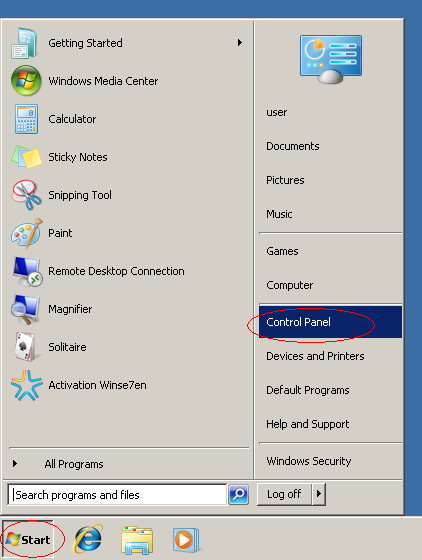 Getting Started
Windows Media Center
Calculator
Sticky Notes
Snipping Tool
Paint
Remote Desktop Connection
Magnifier
Solitaire
Activation Winse7en
All Programs
Search programs and files
user
Documents
Pictures
Music
Games
Computer
Control Panel
Devices and Printers
Default Programs
Help and Support
Windows Security
Log off
Start